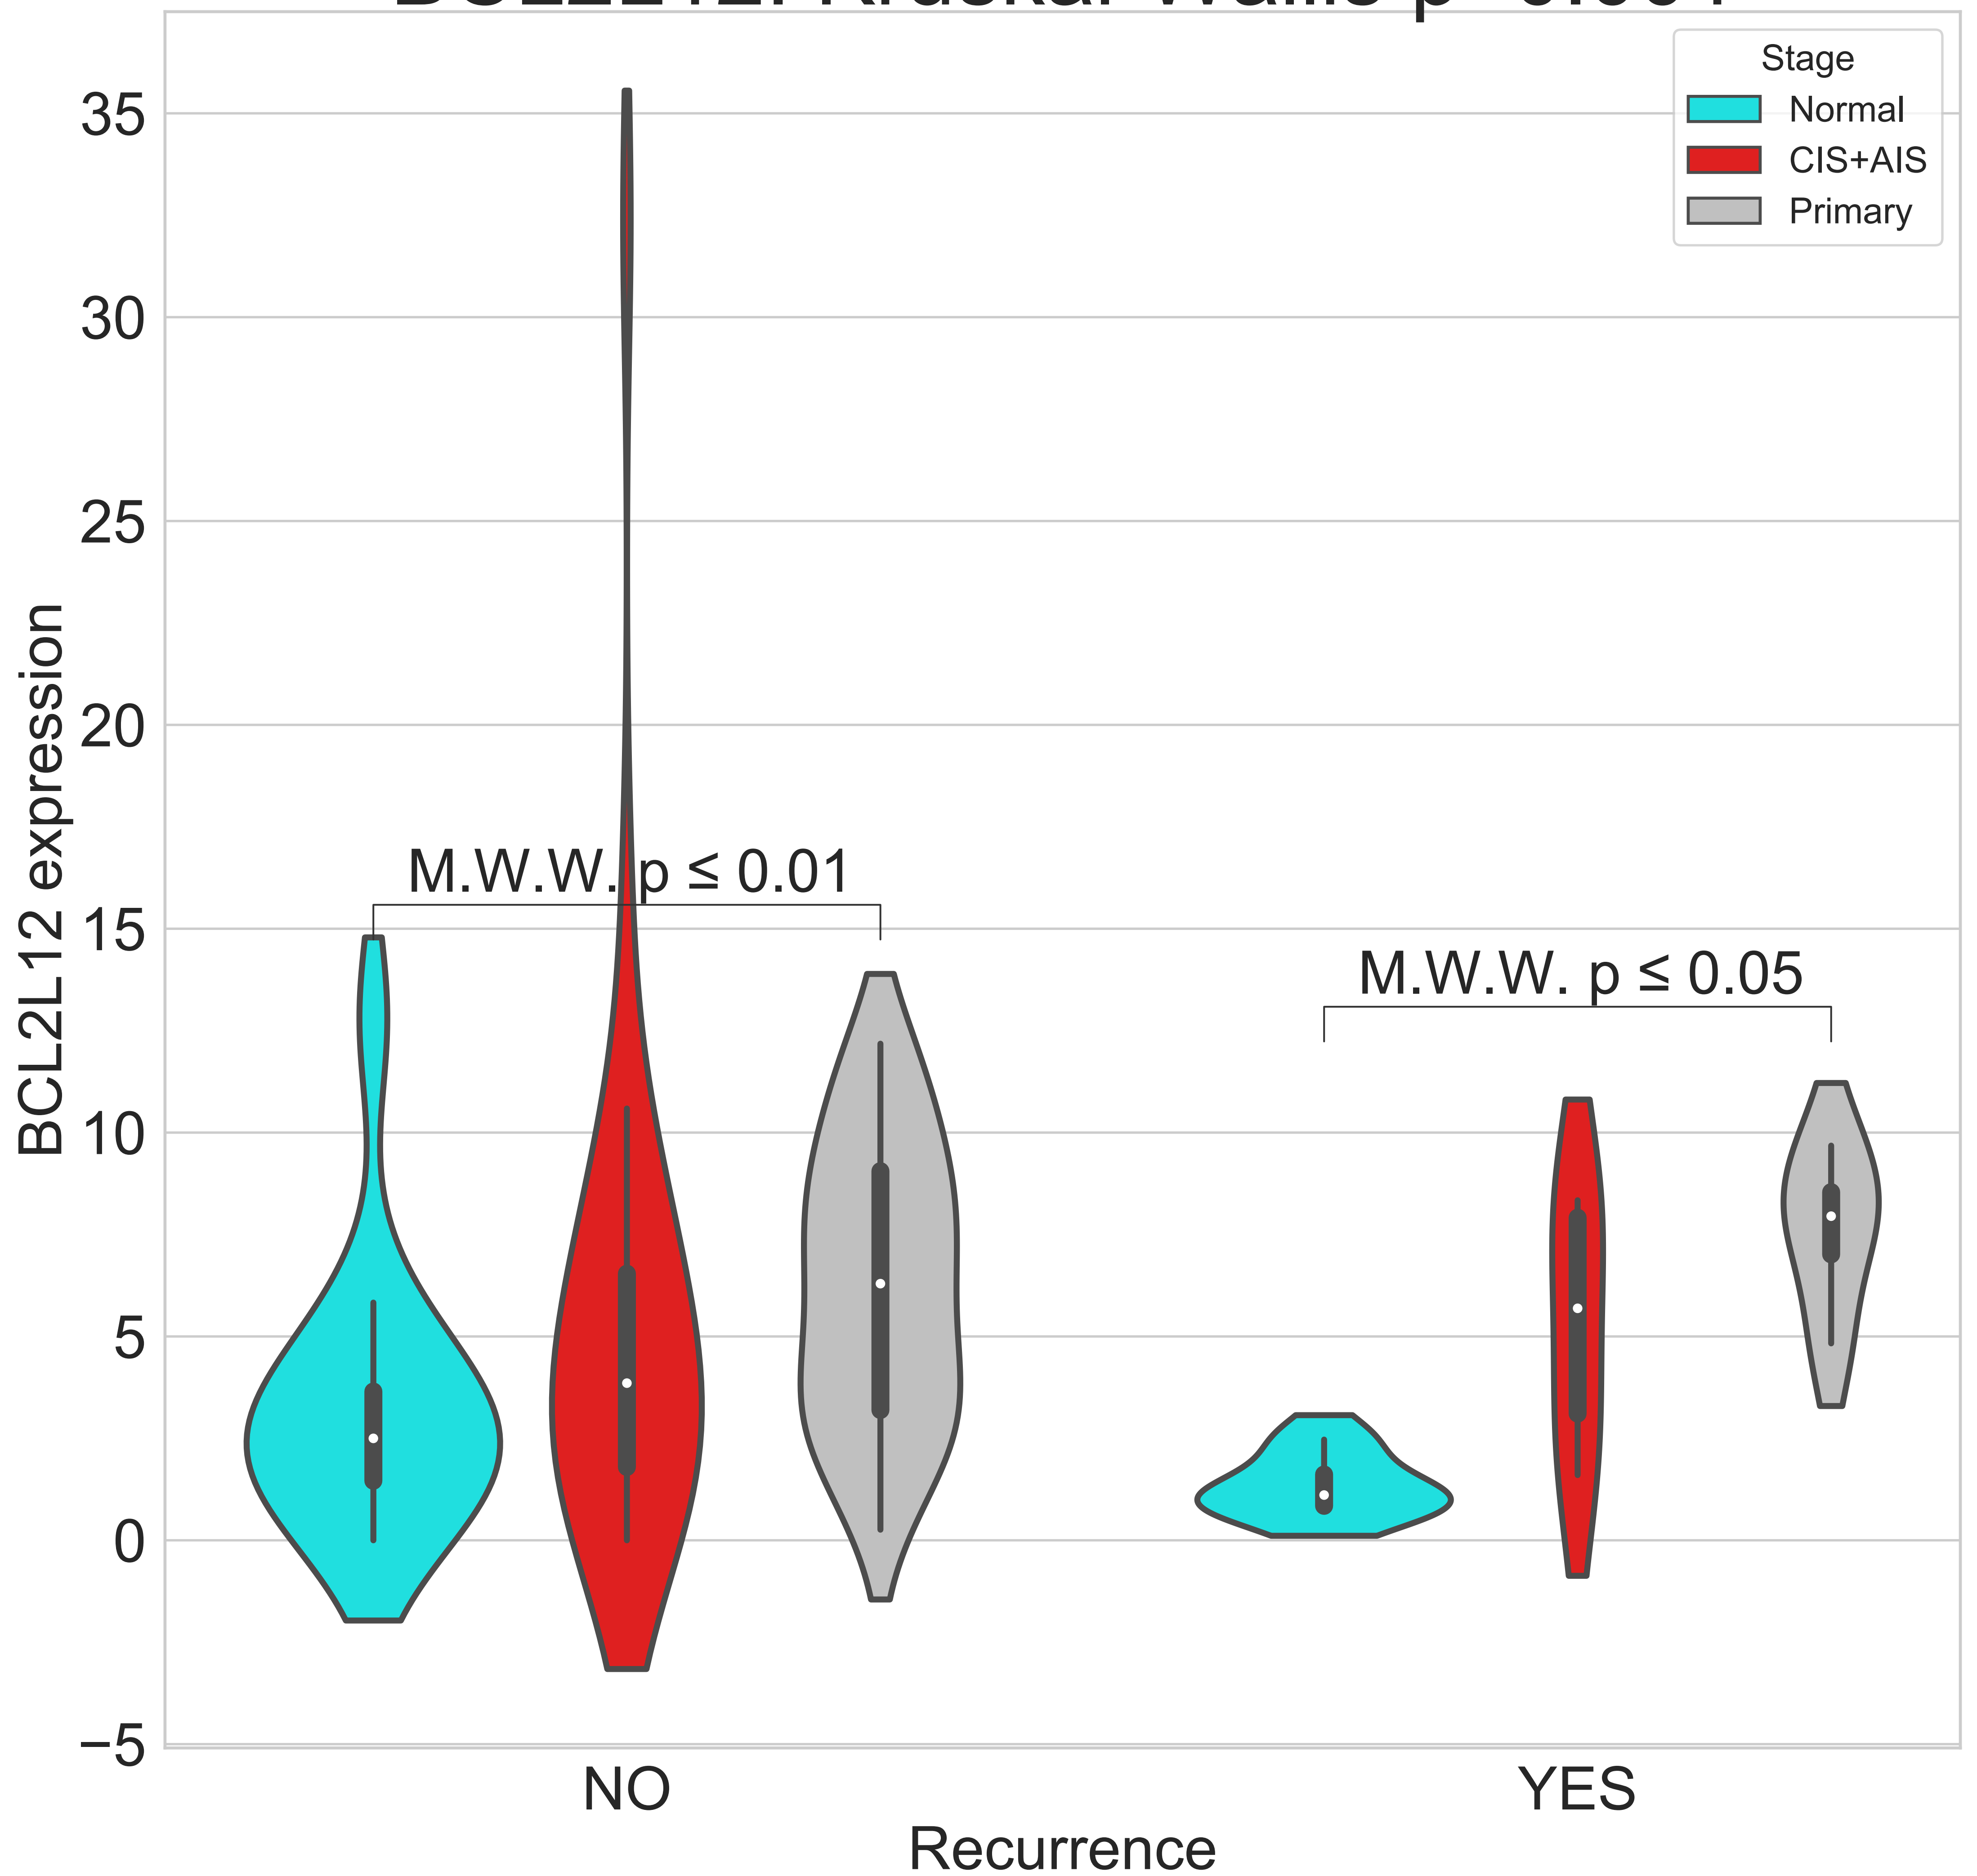 Stage
Normal
CIS+AIS
Primary
35
30
25
20
15
10
5
0
−5
BCL2L12 expression
M.W.W. p ≤ 0.01
M.W.W. p ≤ 0.05
NO
YES
Recurrence